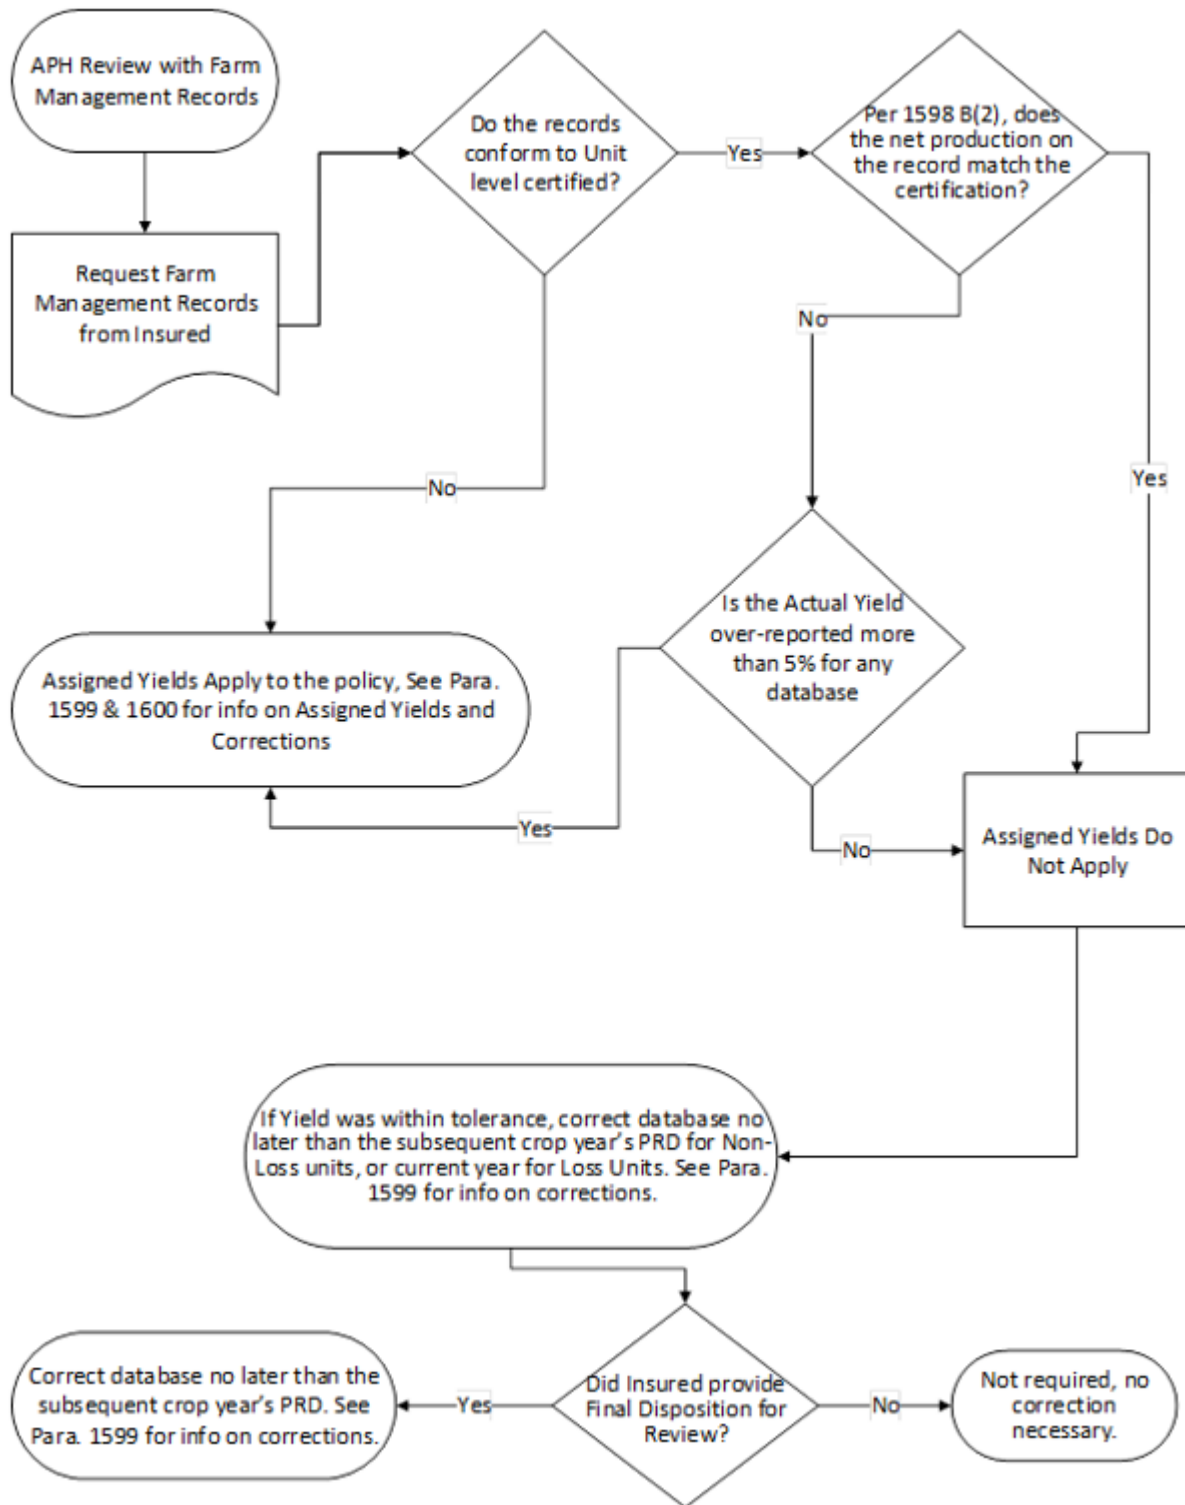 APH Review with Farm
Management Records
Do the records
conform to Unit
level certified?
Yes
Per 1598 B(2), does
the net production on
the record match the
certification?
Request Farm
Management Records
from Insured
No
No
Yes
Is the Actual Yield
over-reported more
than 5% for any
database
Assigned Yields Apply to the policy, See Para.
1599 & 1600 for info on Assigned Yields and
Corrections
Yes
No
Assigned Yields Do
Not Apply
If Yield was within tolerance, correct database no
later than the subsequent crop year's PRD for Non-
Loss units, or current year for Loss Units. See Para.
1599 for info on corrections.
Correct database no later than the
subsequent crop year's PRD. See
Para. 1599 for info on corrections.
Yes
Did Insured provide
Final Disposition for
Review?
No
Not required, no
correction
necessary.